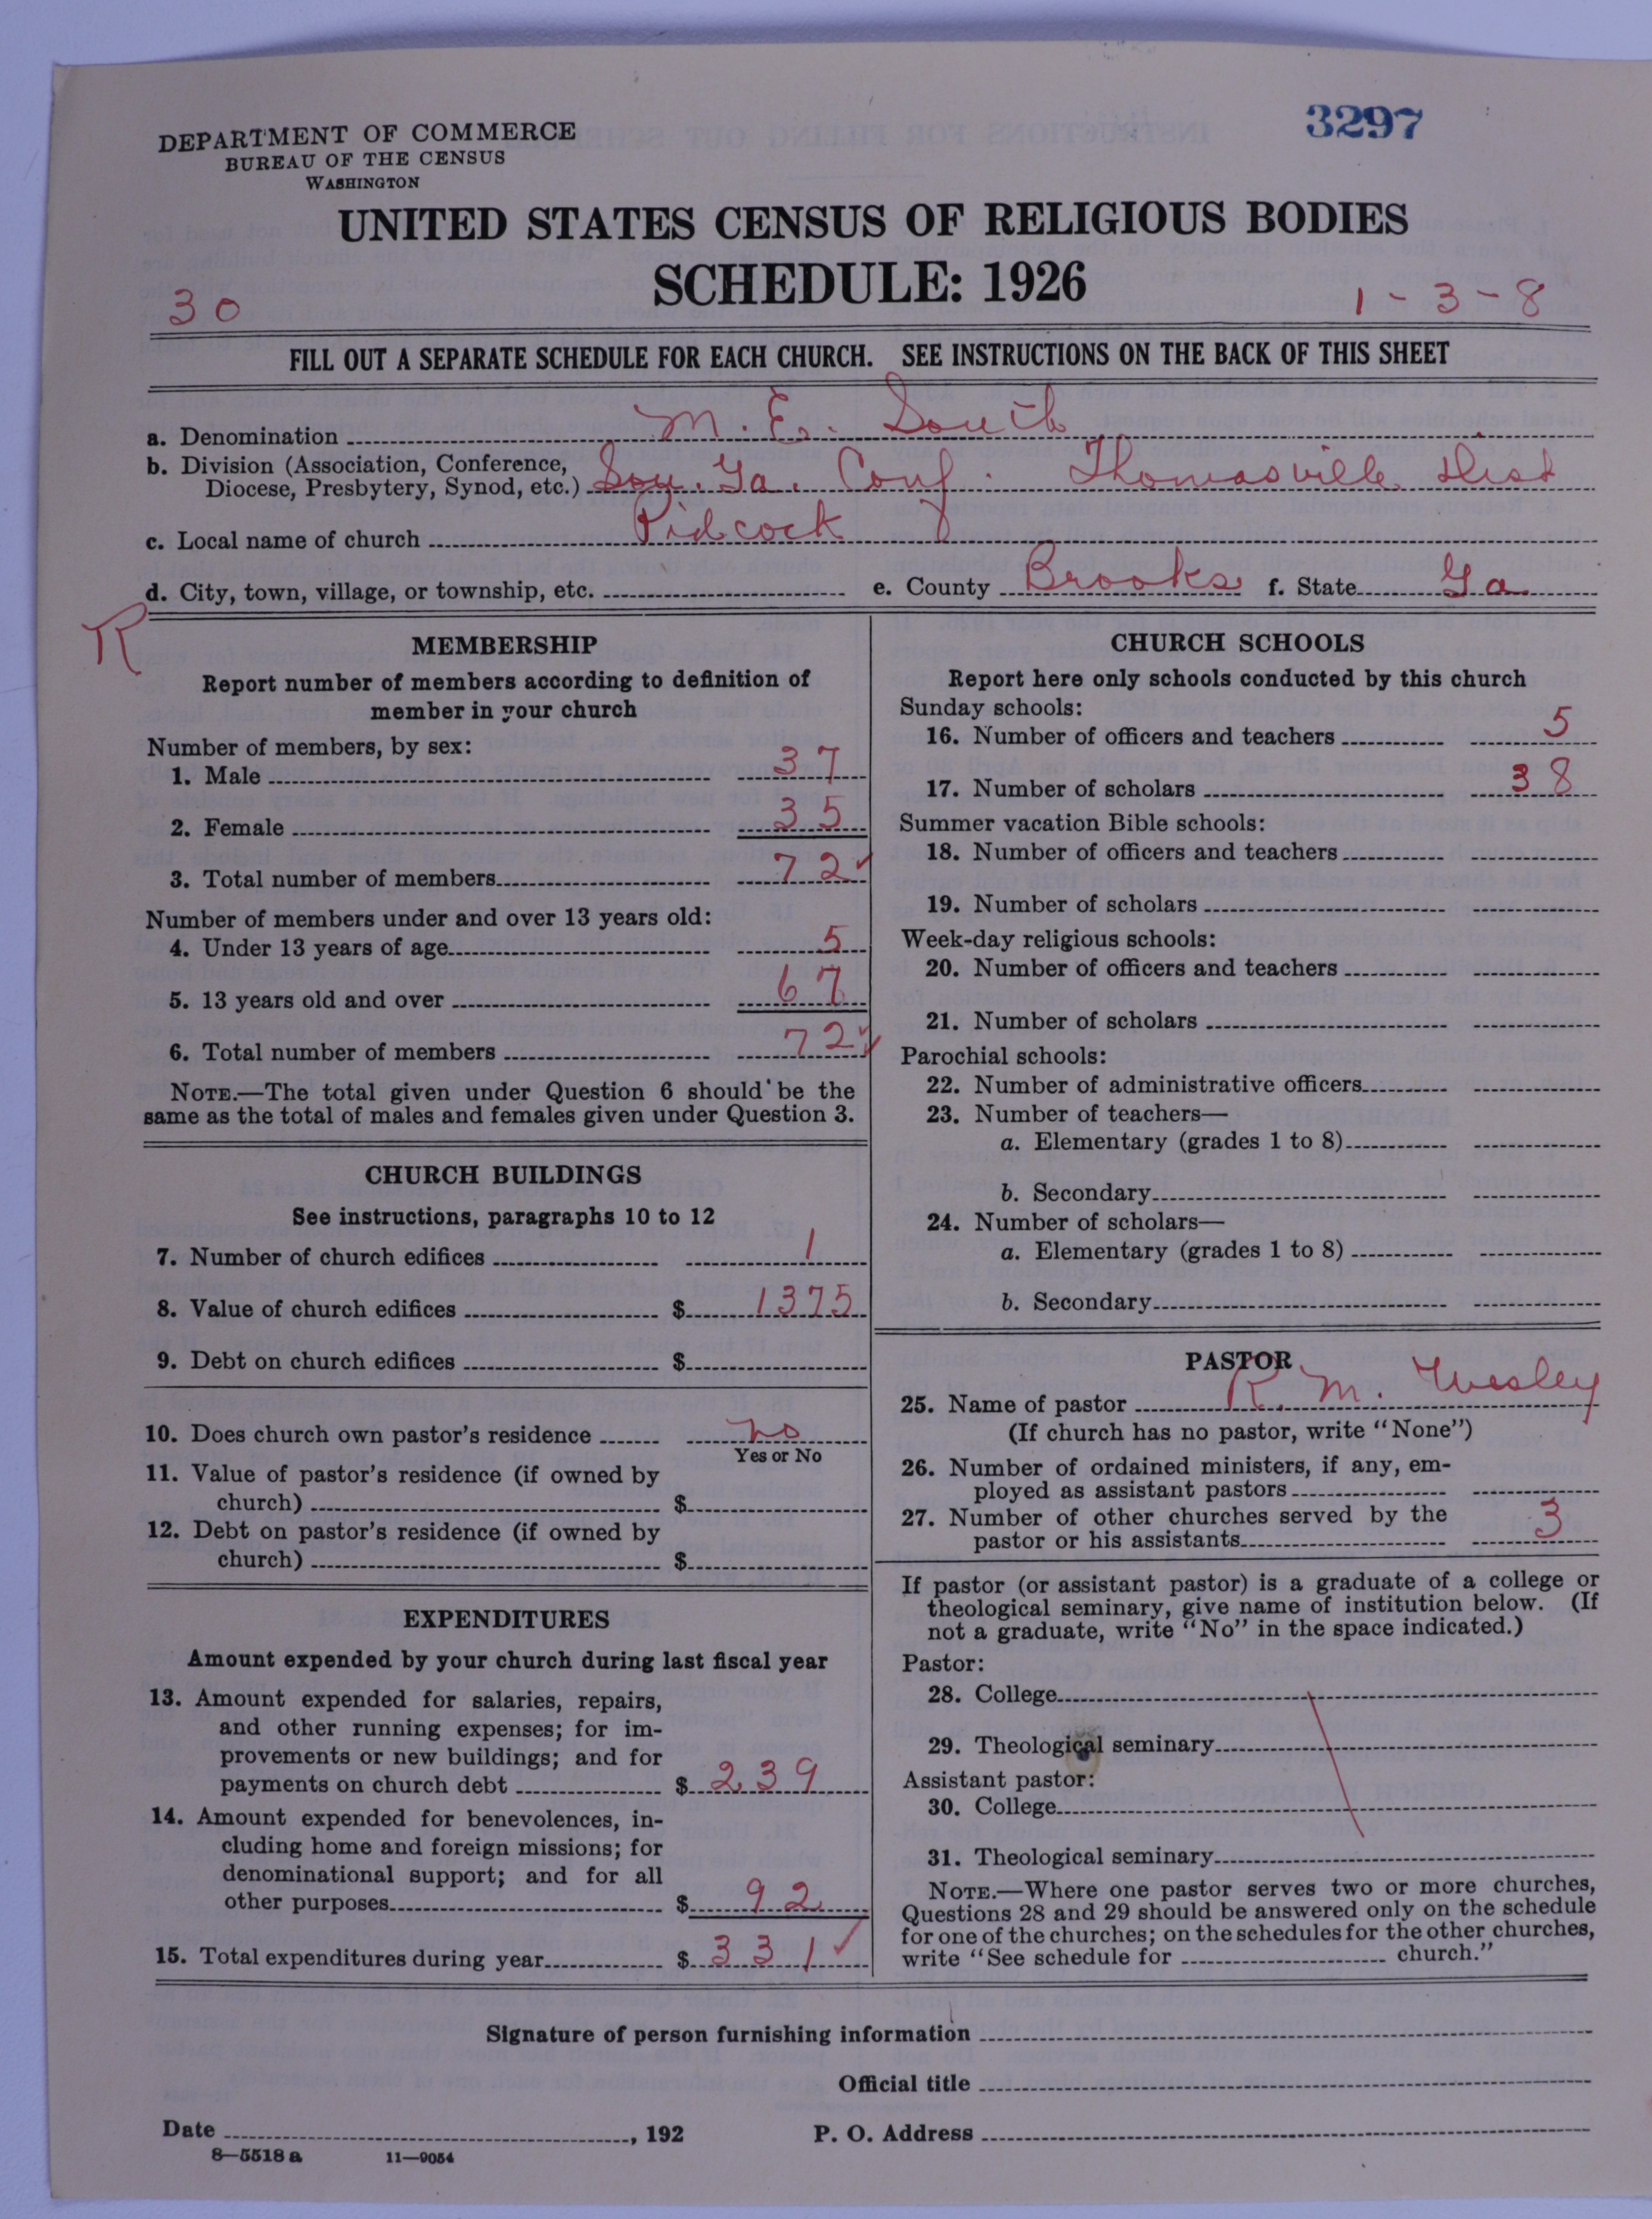 3297
DEPARTMENT OF COMMERCE
BUREAU OF THE CENSUS
WASHINGTON
UNITED STATES CENSUS OF RELIGIOUS BODIES
SCHEDULE: 1926
30
1-3-8
FILL OUT A SEPARATE SCHEDULE FOR EACH CHURCH. SEE INSTRUCTIONS ON THE BACK OF THIS SHEET
a. Denomination M. E. South
b. Division (Association, Conference,
Diocese, Presbytery, Synod, etc.) Sou. Ga. Conf. Thomasville Dist
c. Local name of church Pidcock
d. City, town, village, or township, etc. e. County Brooks f. State Ga
R
MEMBERSHIP
Report number of members according to definition of
member in your church
Number of members, by sex:
1. Male 37
2. Female 35
3. Total number of members 72 ✓
Number of members under and over 13 years old:
4. Under 13 years of age 5
5. 13 years old and over 67
6. Total number of members 72 ✓
NOTE.—The total given under Question 6 should be the
same as the total of males and females given under Question 3.
CHURCH BUILDINGS
See instructions, paragraphs 10 to 12
7. Number of church edifices 1
8. Value of church edifices $ 1375
9. Debt on church edifices $
10. Does church own pastor's residence No
Yes or No
11. Value of pastor's residence (if owned by
church) $
12. Debt on pastor's residence (if owned by
church) $
EXPENDITURES
Amount expended by your church during last fiscal year
13. Amount expended for salaries, repairs,
and other running expenses; for im-
provements or new buildings; and for
payments on church debt $ 239
14. Amount expended for benevolences, in-
cluding home and foreign missions; for
denominational support; and for all
other purposes $ 92
15. Total expenditures during year $ 331 ✓
CHURCH SCHOOLS
Report here only schools conducted by this church
Sunday schools:
16. Number of officers and teachers 5
17. Number of scholars 38
Summer vacation Bible schools:
18. Number of officers and teachers
19. Number of scholars
Week-day religious schools:
20. Number of officers and teachers
21. Number of scholars
Parochial schools:
22. Number of administrative officers
23. Number of teachers—
a. Elementary (grades 1 to 8)
b. Secondary
24. Number of scholars—
a. Elementary (grades 1 to 8)
b. Secondary
PASTOR
25. Name of pastor R. M. Wesley
(If church has no pastor, write "None")
26. Number of ordained ministers, if any, em-
ployed as assistant pastors
27. Number of other churches served by the
pastor or his assistants 3
If pastor (or assistant pastor) is a graduate of a college or
theological seminary, give name of institution below. (If
not a graduate, write "No" in the space indicated.)
Pastor:
28. College
29. Theological seminary
Assistant pastor:
30. College
31. Theological seminary
NOTE.—Where one pastor serves two or more churches,
Questions 28 and 29 should be answered only on the schedule
for one of the churches; on the schedules for the other churches,
write "See schedule for church."
Signature of person furnishing information
Official title
Date , 192 P. O. Address
8—5518 a 11—9054